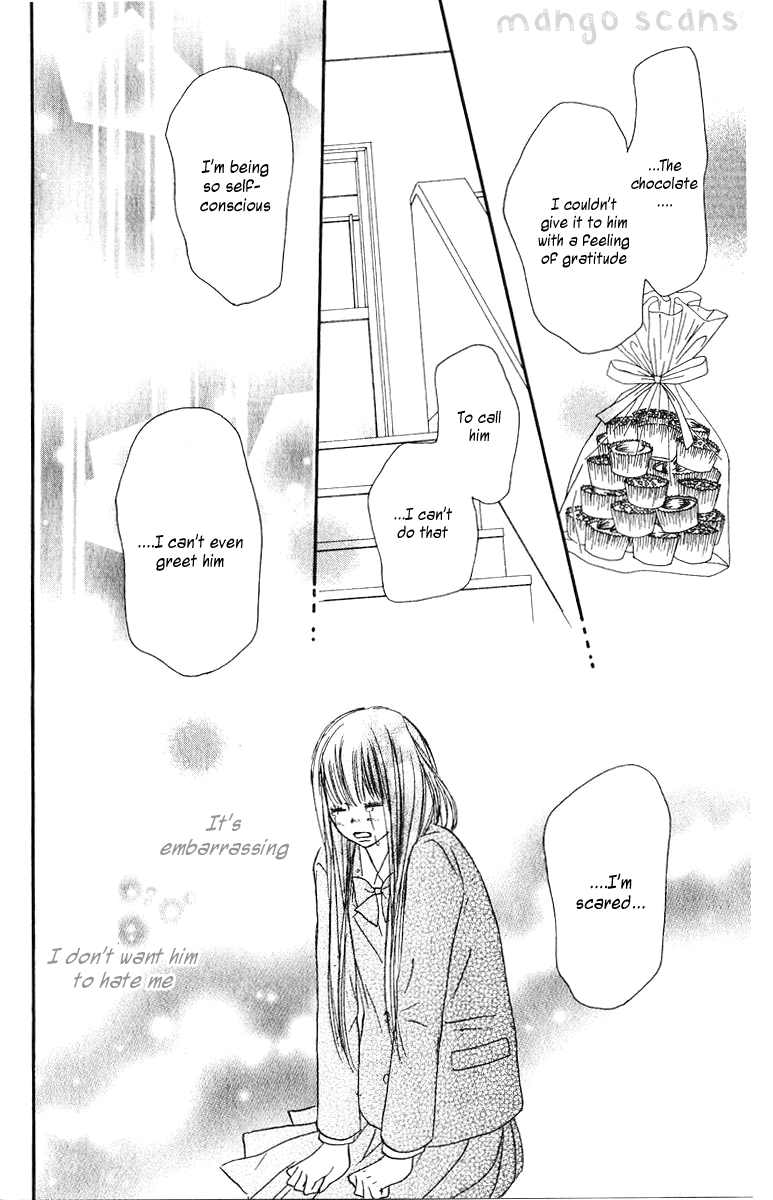 mango scans
...The
chocolate
....
I couldn't
give it to him
with a feeling
of gratitude
To call
him
...I can't
do that
I'm being
so self-
conscious
....I can't even
greet him
....I'm
scared...
It's
embarrassing
I don't want him
to hate me